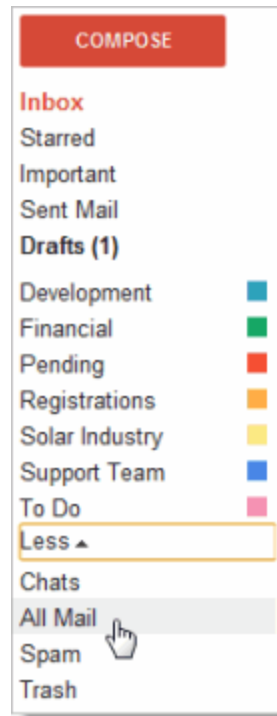 COMPOSE
Inbox
Starred
Important
Sent Mail
Drafts (1)
Development
Financial
Pending
Registrations
Solar Industry
Support Team
To Do
Less ▴
Chats
All Mail
Spam
Trash